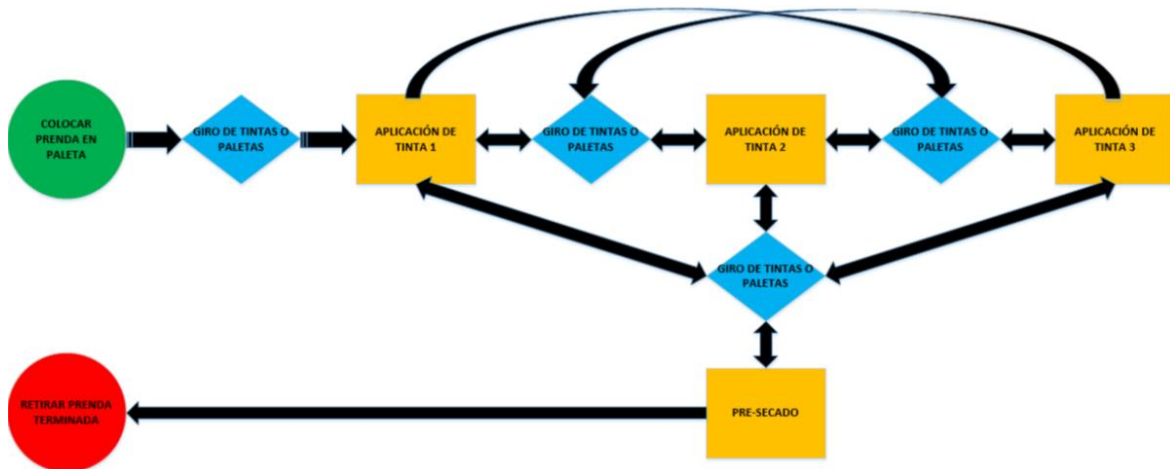 COLOCAR
PRENDA EN
PALETA
GIRO DE TINTAS O
PALETAS
APLICACIÓN DE
TINTA 1
GIRO DE TINTAS O
PALETAS
APLICACIÓN DE
TINTA 2
GIRO DE TINTAS O
PALETAS
APLICACIÓN DE
TINTA 3
GIRO DE TINTAS O
PALETAS
RETIRAR PRENDA
TERMINADA
PRE-SECADO